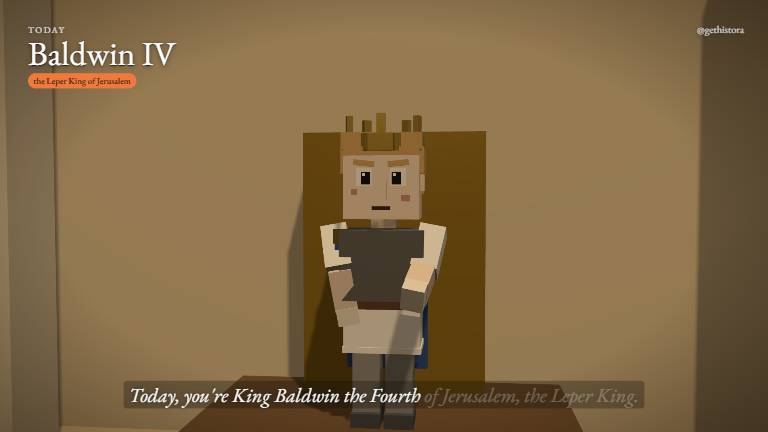 TODAY
@gethistora
Baldwin IV
the Leper King of Jerusalem
Today, you're King Baldwin the Fourth of Jerusalem, the Leper King.